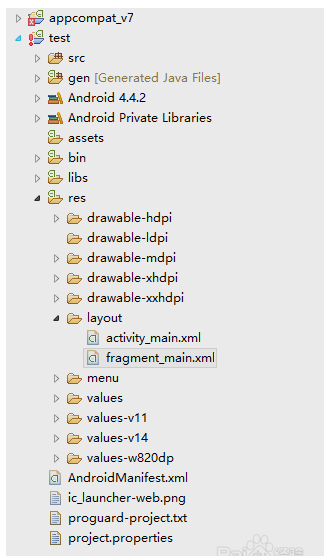 appcompat_v7
test
src
gen [Generated Java Files]
Android 4.4.2
Android Private Libraries
assets
bin
libs
res
drawable-hdpi
drawable-ldpi
drawable-mdpi
drawable-xhdpi
drawable-xxhdpi
layout
activity_main.xml
fragment_main.xml
menu
values
values-v11
values-v14
values-w820dp
AndroidManifest.xml
ic_launcher-web.png
proguard-project.txt
project.properties